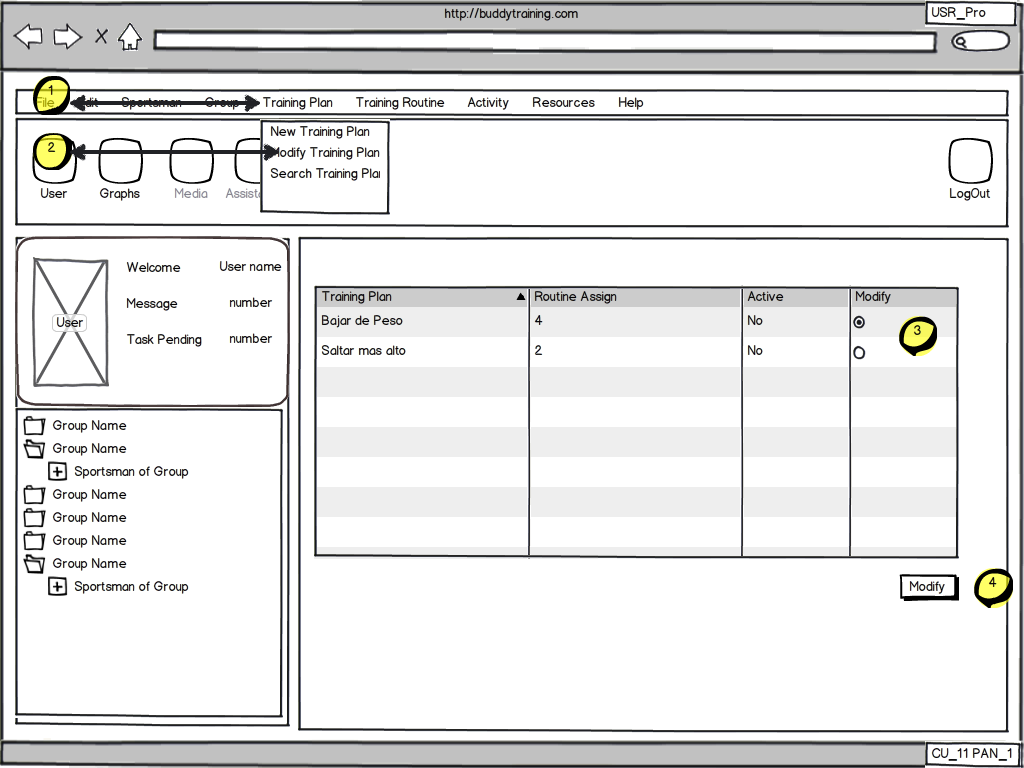 http://buddytraining.com
USR_Pro
1
File Edit Sportsman Group Training Plan Training Routine Activity Resources Help
New Training Plan
Modify Training Plan
Search Training Plan
2
User Graphs Media Assist LogOut
Welcome User name
Message number
User
Task Pending number
Training Plan Routine Assign Active Modify
Bajar de Peso 4 No
3
Saltar mas alto 2 No
Group Name
Group Name
Sportsman of Group
Group Name
Group Name
Group Name
Group Name
Sportsman of Group
Modify
4
CU_11 PAN_1